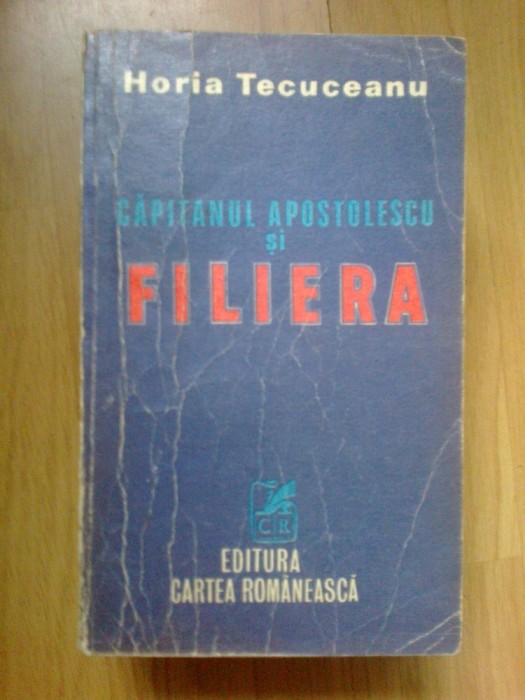 Horia Tecuceanu
CĂPITANUL APOSTOLESCU
și
FILIERA
CR
EDITURA
CARTEA ROMÂNEASCĂ